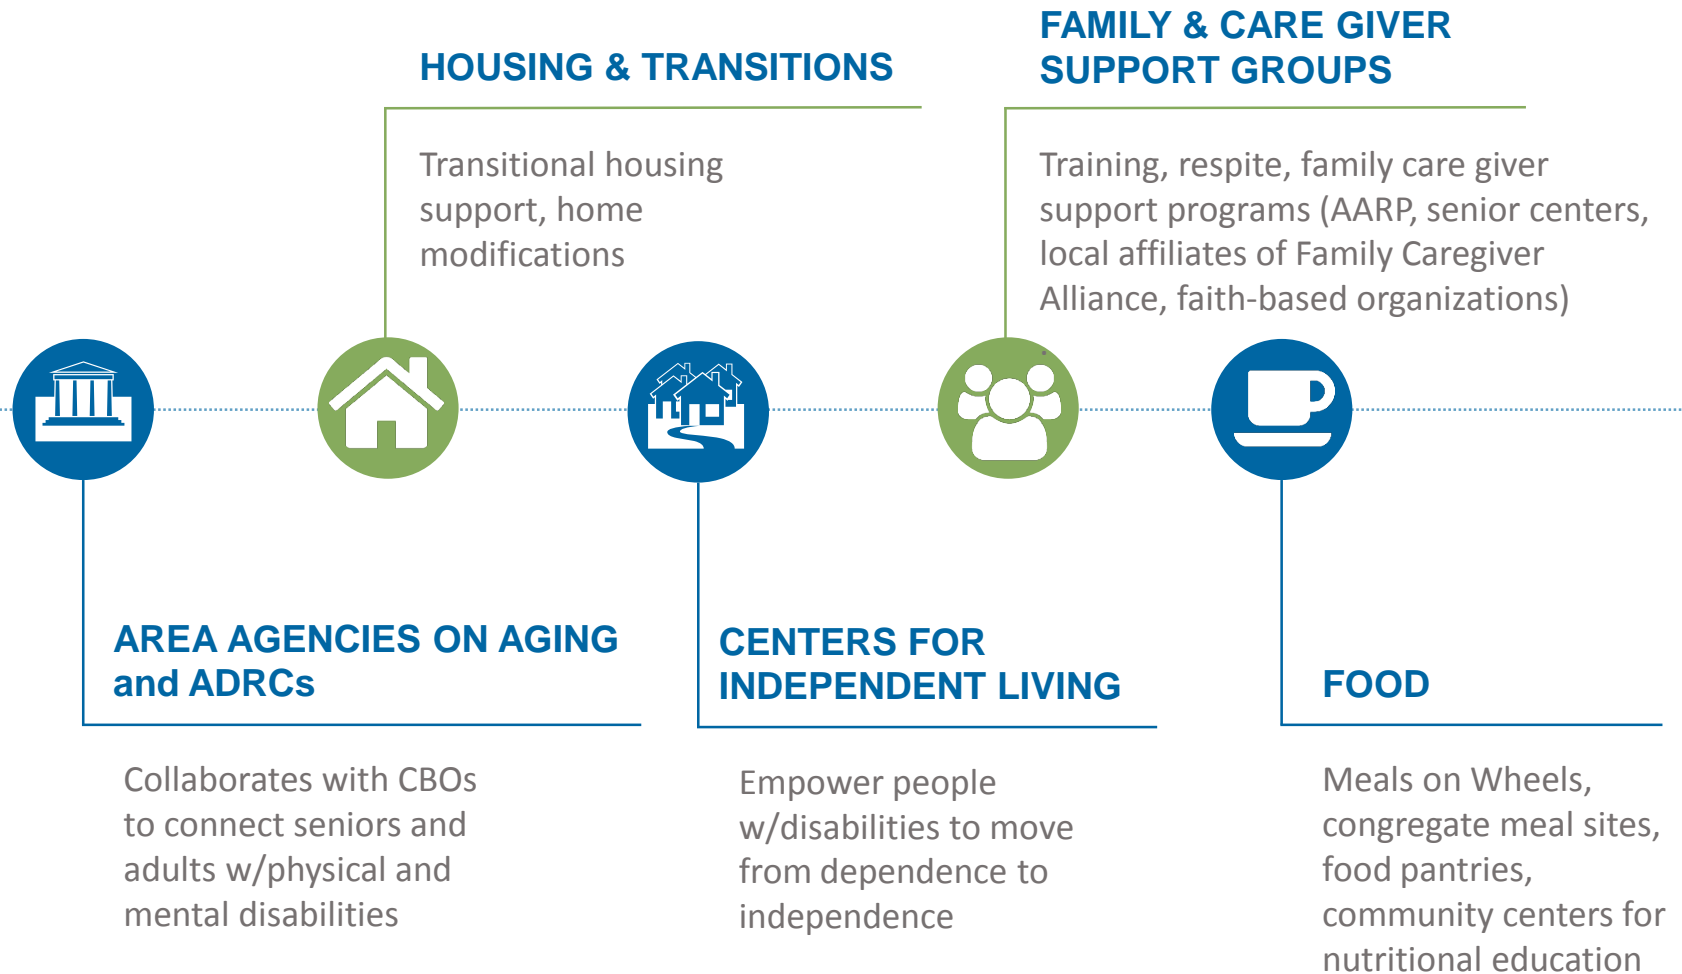 HOUSING & TRANSITIONS
Transitional housing
support, home
modifications
FAMILY & CARE GIVER
SUPPORT GROUPS
Training, respite, family care giver
support programs (AARP, senior centers,
local affiliates of Family Caregiver
Alliance, faith-based organizations)
AREA AGENCIES ON AGING
and ADRCs
Collaborates with CBOs
to connect seniors and
adults w/physical and
mental disabilities
CENTERS FOR
INDEPENDENT LIVING
Empower people
w/disabilities to move
from dependence to
independence
FOOD
Meals on Wheels,
congregate meal sites,
food pantries,
community centers for
nutritional education